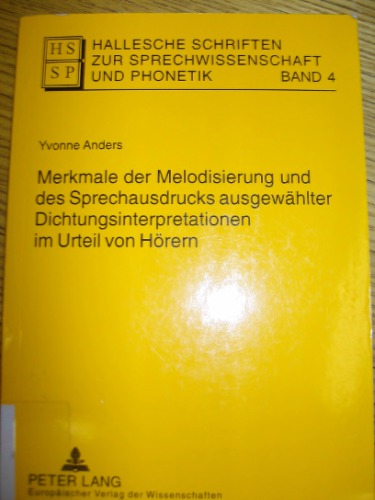 HS
SP
HALLESCHE SCHRIFTEN
ZUR SPRECHWISSENSCHAFT
UND PHONETIK BAND 4
Yvonne Anders
Merkmale der Melodisierung und
des Sprechausdrucks ausgewählter
Dichtungsinterpretationen
im Urteil von Hörern
PETER LANG
Europäischer Verlag der Wissenschaften